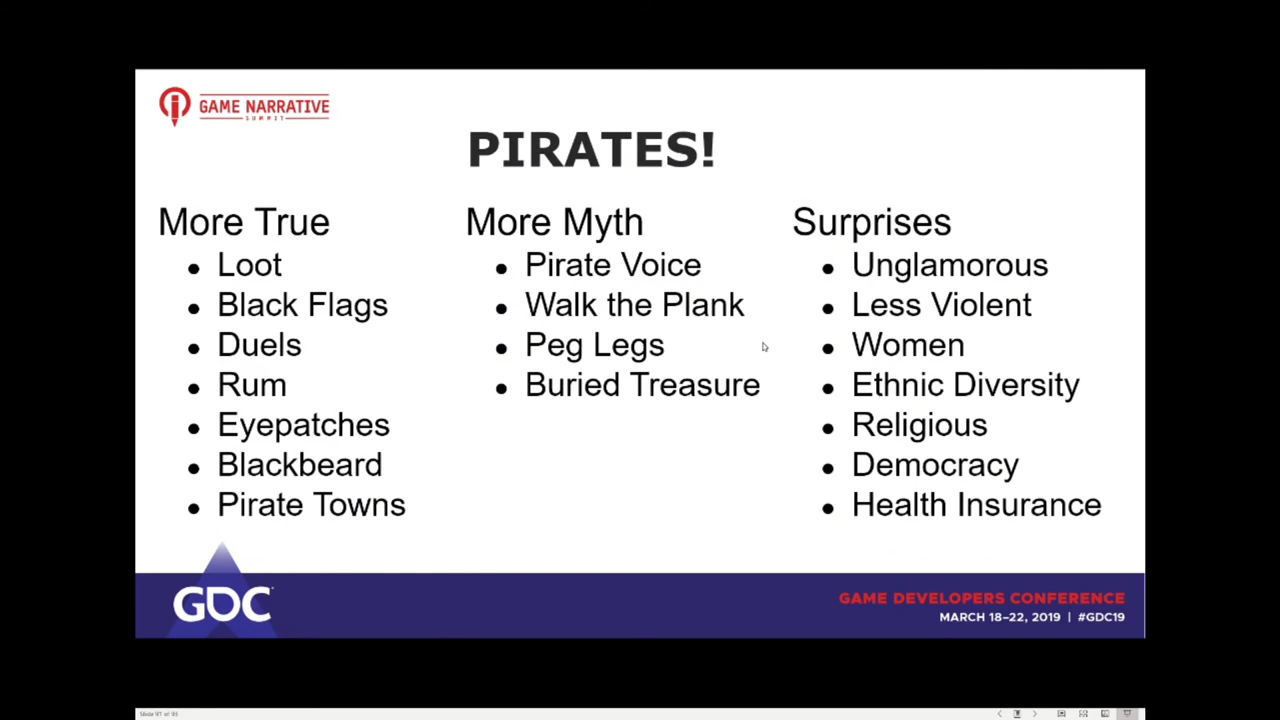 GAME NARRATIVE
SUMMIT
PIRATES!
More True
• Loot
• Black Flags
• Duels
• Rum
• Eyepatches
• Blackbeard
• Pirate Towns
More Myth
• Pirate Voice
• Walk the Plank
• Peg Legs
• Buried Treasure
Surprises
• Unglamorous
• Less Violent
• Women
• Ethnic Diversity
• Religious
• Democracy
• Health Insurance
GDC
GAME DEVELOPERS CONFERENCE
MARCH 18–22, 2019 | #GDC19